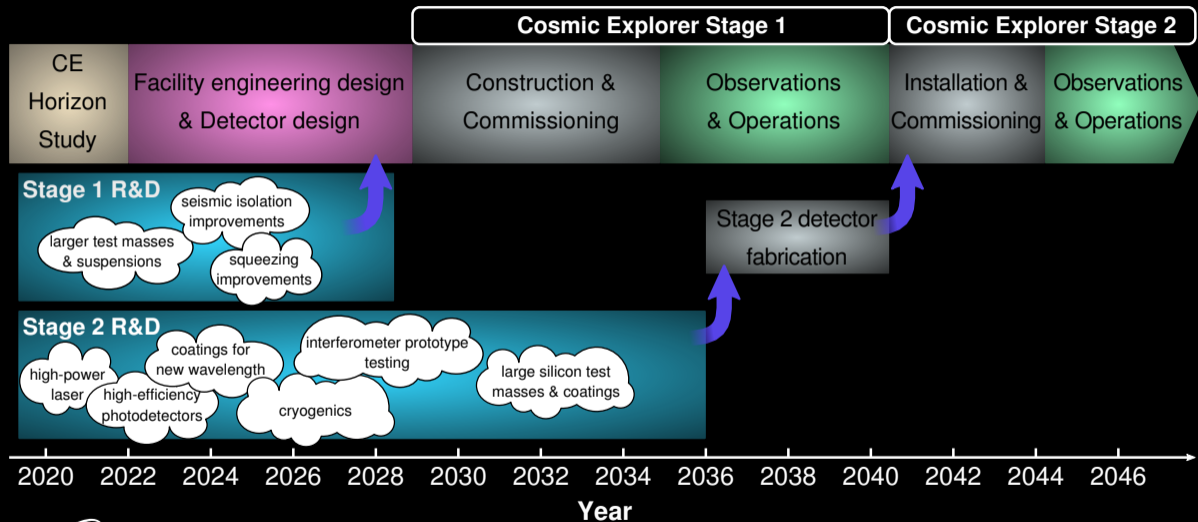 Cosmic Explorer Stage 1
Cosmic Explorer Stage 2
CE
Horizon
Study
Facility engineering design
& Detector design
Construction &
Commissioning
Observations
& Operations
Installation &
Commissioning
Observations
& Operations
Stage 1 R&D
seismic isolation
improvements
larger test masses
& suspensions
squeezing
improvements
Stage 2 detector
fabrication
Stage 2 R&D
high-power
laser
high-efficiency
photodetectors
coatings for
new wavelength
interferometer prototype
testing
cryogenics
large silicon test
masses & coatings
2020 2022 2024 2026 2028 2030 2032 2034 2036 2038 2040 2042 2044 2046
Year